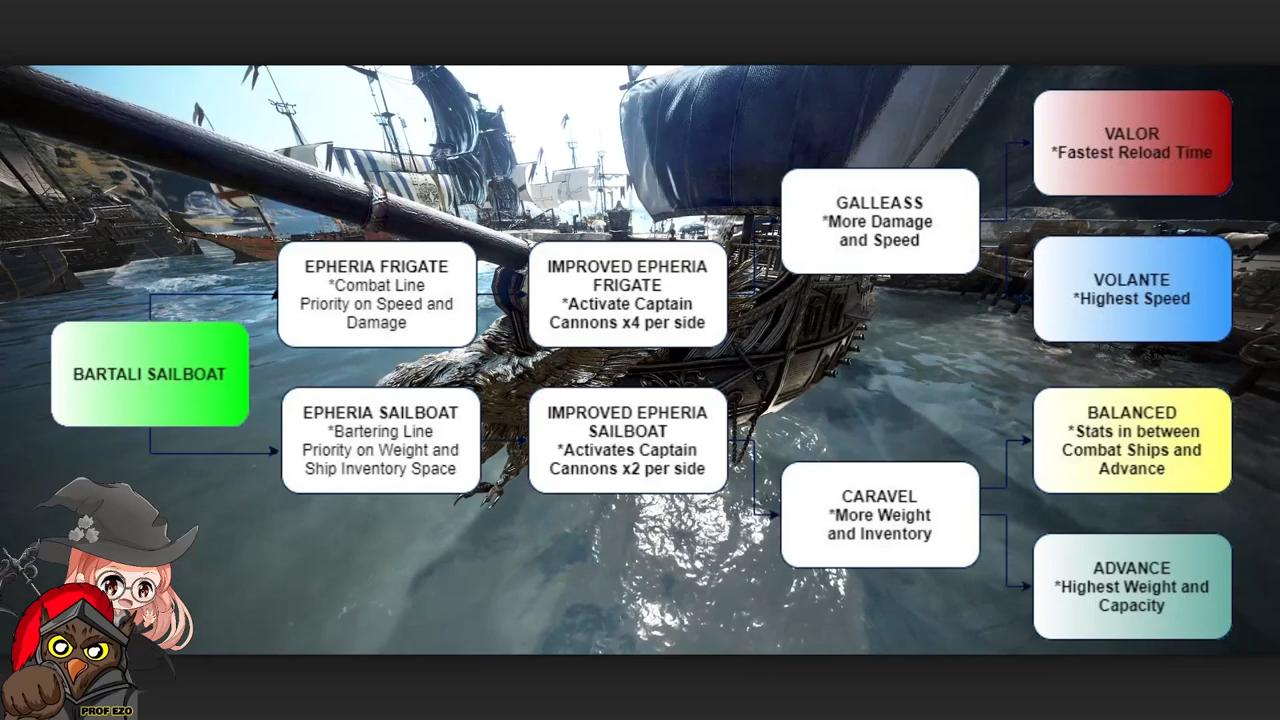 BARTALI SAILBOAT
EPHERIA FRIGATE
*Combat Line
Priority on Speed and
Damage
EPHERIA SAILBOAT
*Bartering Line
Priority on Weight and
Ship Inventory Space
IMPROVED EPHERIA
FRIGATE
*Activate Captain
Cannons x4 per side
IMPROVED EPHERIA
SAILBOAT
*Activates Captain
Cannons x2 per side
GALLEASS
*More Damage
and Speed
CARAVEL
*More Weight
and Inventory
VALOR
*Fastest Reload Time
VOLANTE
*Highest Speed
BALANCED
*Stats in between
Combat Ships and
Advance
ADVANCE
*Highest Weight and
Capacity
PROF EZO